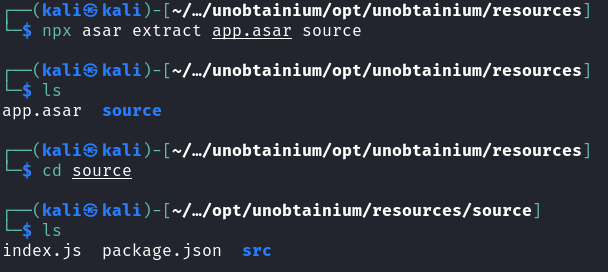 ┌──(kali㉿kali)-[~/…/unobtainium/opt/unobtainium/resources]
└─$ npx asar extract app.asar source
┌──(kali㉿kali)-[~/…/unobtainium/opt/unobtainium/resources]
└─$ ls
app.asar  source
┌──(kali㉿kali)-[~/…/unobtainium/opt/unobtainium/resources]
└─$ cd source
┌──(kali㉿kali)-[~/…/opt/unobtainium/resources/source]
└─$ ls
index.js  package.json  src